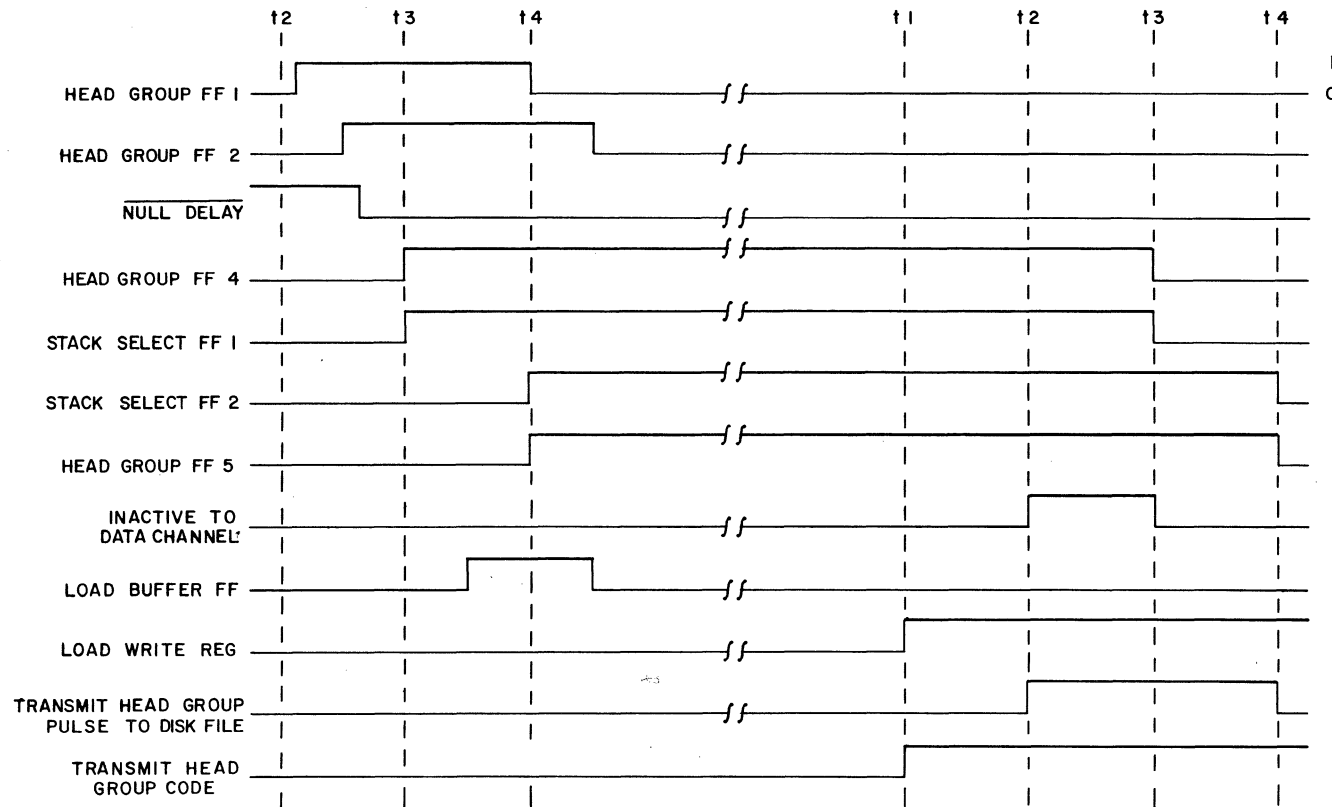 t2 t3 t4 t1 t2 t3 t4
HEAD GROUP FF 1
HEAD GROUP FF 2
NULL DELAY
HEAD GROUP FF 4
STACK SELECT FF 1
STACK SELECT FF 2
HEAD GROUP FF 5
INACTIVE TO
DATA CHANNEL
LOAD BUFFER FF
LOAD WRITE REG
TRANSMIT HEAD GROUP
PULSE TO DISK FILE
TRANSMIT HEAD
GROUP CODE